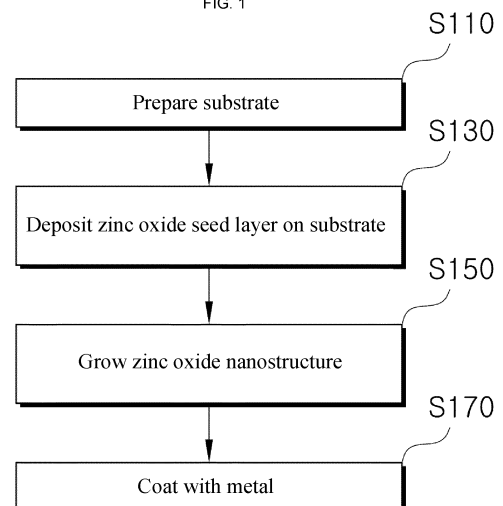 FIG. 1
S110
Prepare substrate
S130
Deposit zinc oxide seed layer on substrate
S150
Grow zinc oxide nanostructure
S170
Coat with metal